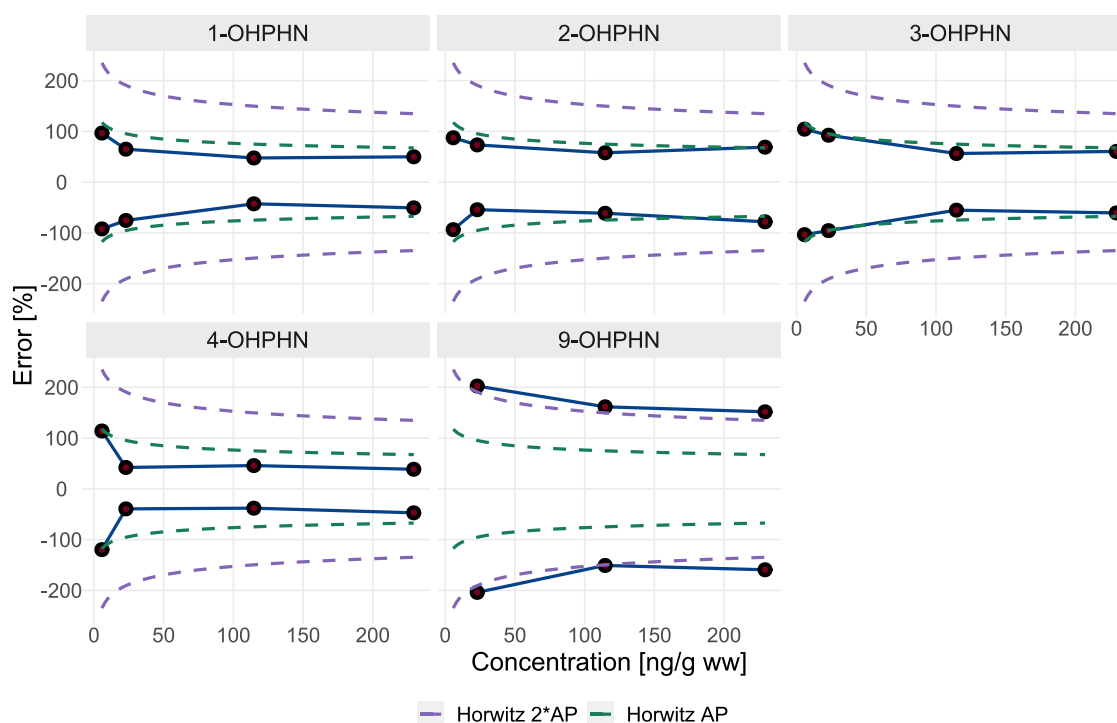 1-OHPHN 2-OHPHN 3-OHPHN
200
100
0
-100
-200
0 50 100 150 200
4-OHPHN 9-OHPHN
200
100
0
-100
-200
0 50 100 150 200 0 50 100 150 200
Error [%]
Concentration [ng/g ww]
Horwitz 2*AP Horwitz AP